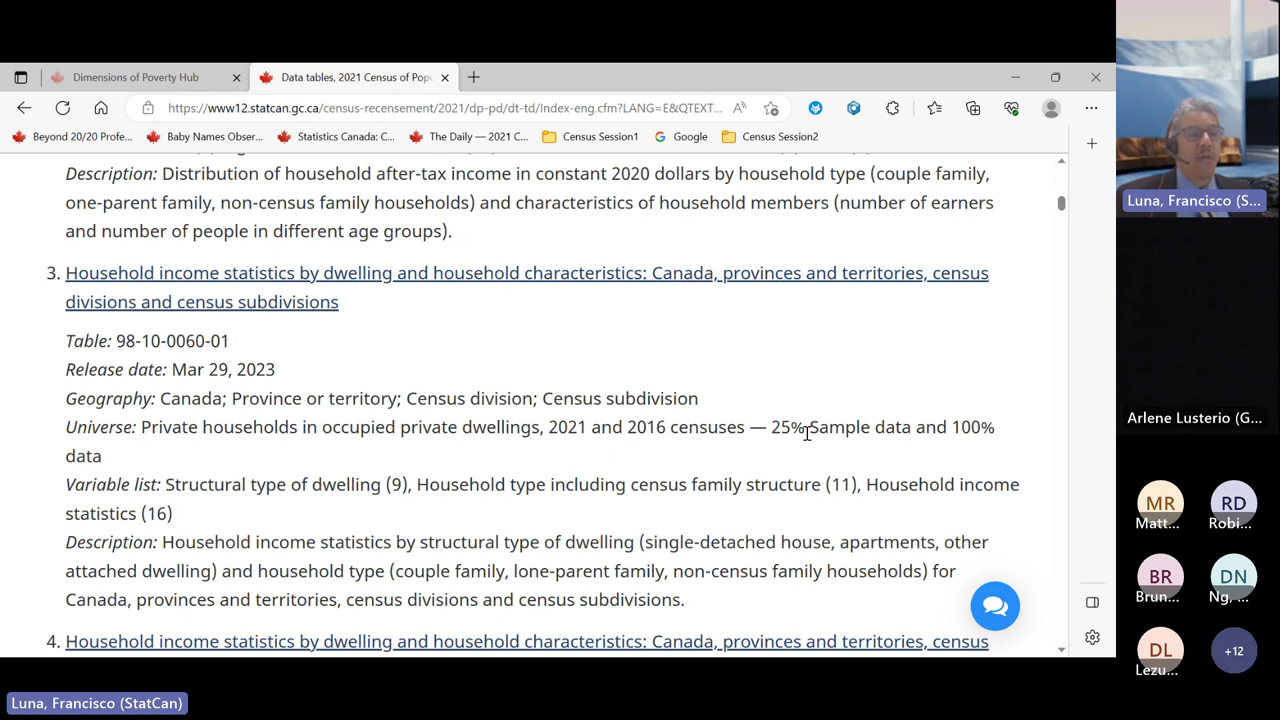 Dimensions of Poverty Hub
Data tables, 2021 Census of Pop
https://www12.statcan.gc.ca/census-recensement/2021/dp-pd/dt-td/Index-eng.cfm?LANG=E&QTEXT...
Beyond 20/20 Profe...
Baby Names Obser...
Statistics Canada: C...
The Daily — 2021 C...
Census Session1
Google
Census Session2
Description: Distribution of household after-tax income in constant 2020 dollars by household type (couple family,
one-parent family, non-census family households) and characteristics of household members (number of earners
and number of people in different age groups).
3. Household income statistics by dwelling and household characteristics: Canada, provinces and territories, census
divisions and census subdivisions
Table: 98-10-0060-01
Release date: Mar 29, 2023
Geography: Canada; Province or territory; Census division; Census subdivision
Universe: Private households in occupied private dwellings, 2021 and 2016 censuses — 25% Sample data and 100%
data
Variable list: Structural type of dwelling (9), Household type including census family structure (11), Household income
statistics (16)
Description: Household income statistics by structural type of dwelling (single-detached house, apartments, other
attached dwelling) and household type (couple family, lone-parent family, non-census family households) for
Canada, provinces and territories, census divisions and census subdivisions.
4. Household income statistics by dwelling and household characteristics: Canada, provinces and territories, census
Luna, Francisco (S...
Arlene Lusterio (G...
MR
RD
Matt...
Robi...
BR
DN
Brun...
Ng, ...
DL
+12
Lezu...
Luna, Francisco (StatCan)